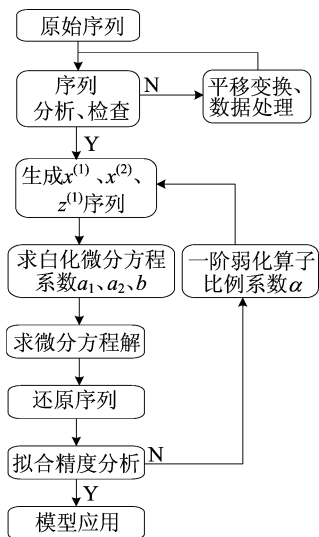 原始序列
序列
分析、检查
N
平移变换、
数据处理
Y
生成x⁽¹⁾、x⁽²⁾、
z⁽¹⁾序列
求白化微分方程
系数a₁、a₂、b
一阶弱化算子
比例系数α
求微分方程解
还原序列
拟合精度分析
N
Y
模型应用